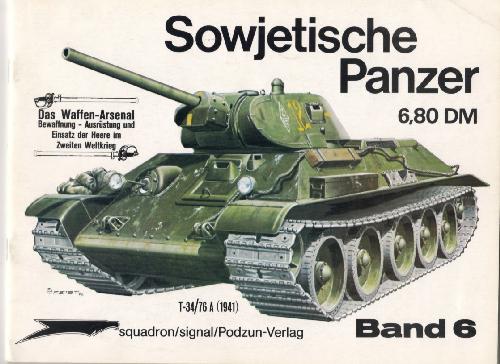 Sowjetische
Panzer
6,80 DM
Das Waffen-Arsenal
Bewaffnung - Ausrüstung und
Einsatz der Heere im
Zweiten Weltkrieg
T-34/76 A (1941)
squadron/signal/Podzun-Verlag
Band 6